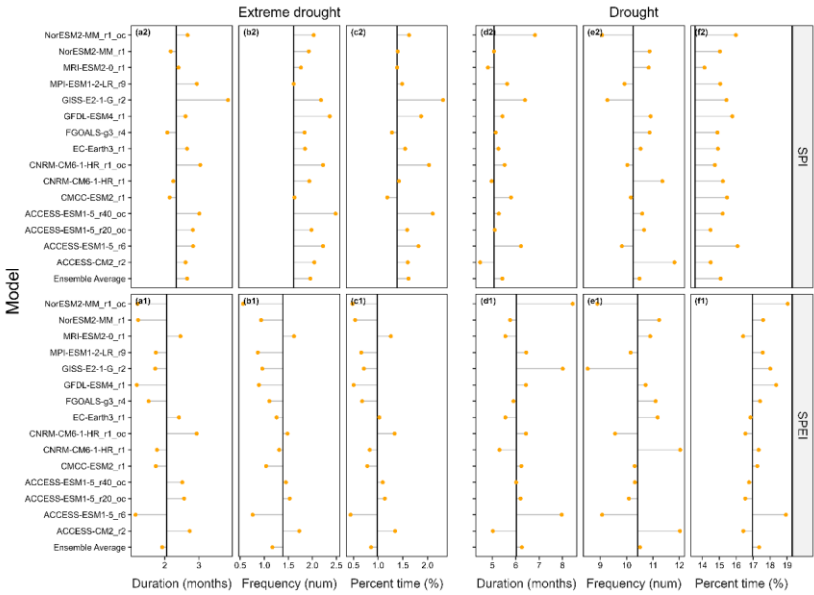 Extreme drought
Drought
(a2)
(b2)
(c2)
(d2)
(e2)
(f2)
NorESM2-MM_r1_oc
NorESM2-MM_r1
MRI-ESM2-0_r1
MPI-ESM1-2-LR_r9
GISS-E2-1-G_r2
GFDL-ESM4_r1
FGOALS-g3_r4
EC-Earth3_r1
CNRM-CM6-1-HR_r1_oc
CNRM-CM6-1-HR_r1
CMCC-ESM2_r1
ACCESS-ESM1-5_r40_oc
ACCESS-ESM1-5_r20_oc
ACCESS-ESM1-5_r6
ACCESS-CM2_r2
Ensemble Average
SPI
Model
(a1)
(b1)
(c1)
(d1)
(e1)
(f1)
NorESM2-MM_r1_oc
NorESM2-MM_r1
MRI-ESM2-0_r1
MPI-ESM1-2-LR_r9
GISS-E2-1-G_r2
GFDL-ESM4_r1
FGOALS-g3_r4
EC-Earth3_r1
CNRM-CM6-1-HR_r1_oc
CNRM-CM6-1-HR_r1
CMCC-ESM2_r1
ACCESS-ESM1-5_r40_oc
ACCESS-ESM1-5_r20_oc
ACCESS-ESM1-5_r6
ACCESS-CM2_r2
Ensemble Average
SPEI
2 3
0.5 1.0 1.5 2.0 2.5
0.5 1.0 1.5 2.0
5 6 7 8
9 10 11 12
14 15 16 17 18 19
Duration (months)
Frequency (num)
Percent time (%)
Duration (months)
Frequency (num)
Percent time (%)